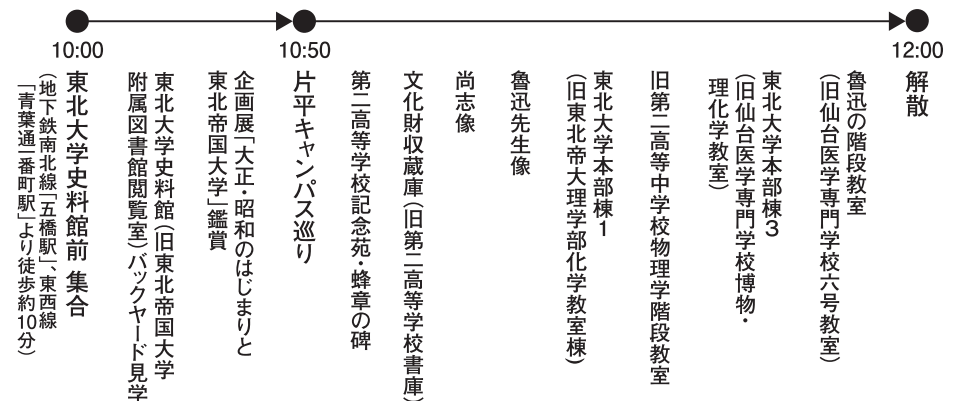 10:00
東北大学史料館前 集合
(地下鉄南北線「五橋駅」、東西線
「青葉通一番町駅」より徒歩約10分)
東北大学史料館(旧東北帝国大学
附属図書館閲覧室)バックヤード見学
企画展「大正・昭和のはじまりと
東北帝国大学」鑑賞
10:50
片平キャンパス巡り
第二高等学校記念苑・蜂章の碑
文化財収蔵庫(旧第二高等学校書庫)
尚志像
魯迅先生像
東北大学本部棟1
(旧東北帝大理学部化学教室棟)
旧第二高等中学校物理学階段教室
東北大学本部棟3
(旧仙台医学専門学校博物・
理化学教室)
魯迅の階段教室
(旧仙台医学専門学校六号教室)
12:00
解散